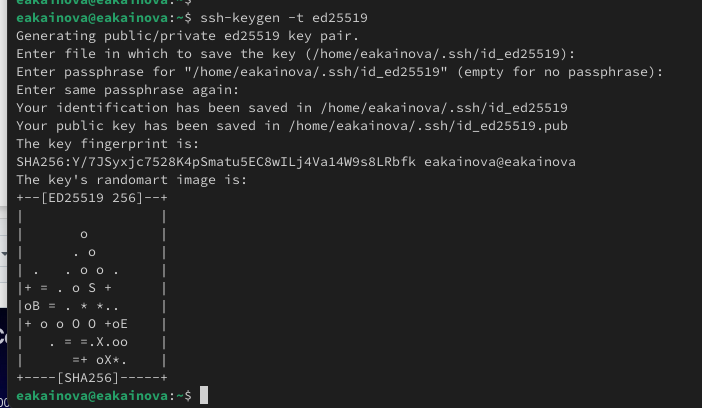 eakainova@eakainova:~$
eakainova@eakainova:~$ ssh-keygen -t ed25519
Generating public/private ed25519 key pair.
Enter file in which to save the key (/home/eakainova/.ssh/id_ed25519):
Enter passphrase for "/home/eakainova/.ssh/id_ed25519" (empty for no passphrase):
Enter same passphrase again:
Your identification has been saved in /home/eakainova/.ssh/id_ed25519
Your public key has been saved in /home/eakainova/.ssh/id_ed25519.pub
The key fingerprint is:
SHA256:Y/7JSyxjc7528K4pSmatu5EC8wILj4Va14W9s8LRbfk eakainova@eakainova
The key's randomart image is:
+--[ED25519 256]--+
|                 |
|       o         |
|      . o        |
| .   . o o .     |
|+ = . o S +      |
|oB = . * *..     |
|+ o o O O +oE    |
|   . = =.X.oo    |
|      =+ oX*.    |
+----[SHA256]-----+
eakainova@eakainova:~$